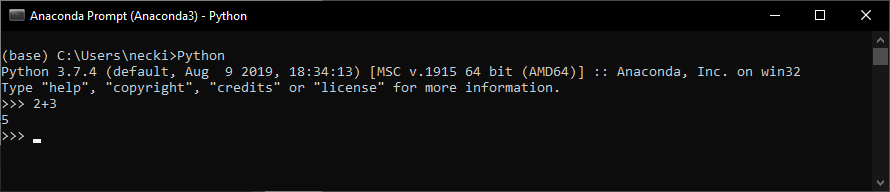 Anaconda Prompt (Anaconda3) - Python
(base) C:\Users\necki>Python
Python 3.7.4 (default, Aug  9 2019, 18:34:13) [MSC v.1915 64 bit (AMD64)] :: Anaconda, Inc. on win32
Type "help", "copyright", "credits" or "license" for more information.
>>> 2+3
5
>>>